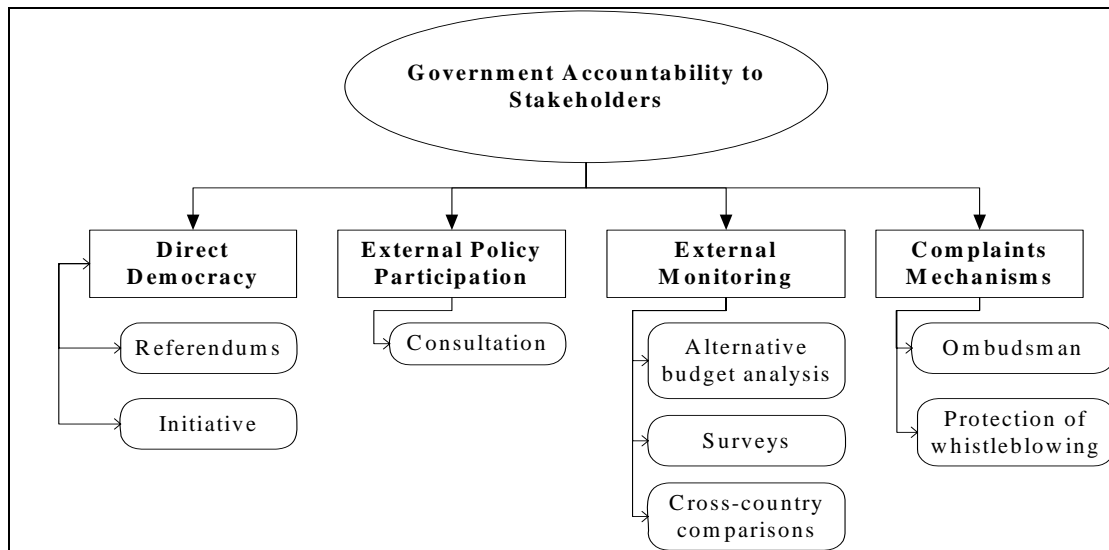 Government Accountability to
Stakeholders
Direct
Democracy
External Policy
Participation
External
Monitoring
Complaints
Mechanisms
Referendums
Initiative
Consultation
Alternative
budget analysis
Surveys
Cross-country
comparisons
Ombudsman
Protection of
whistleblowing